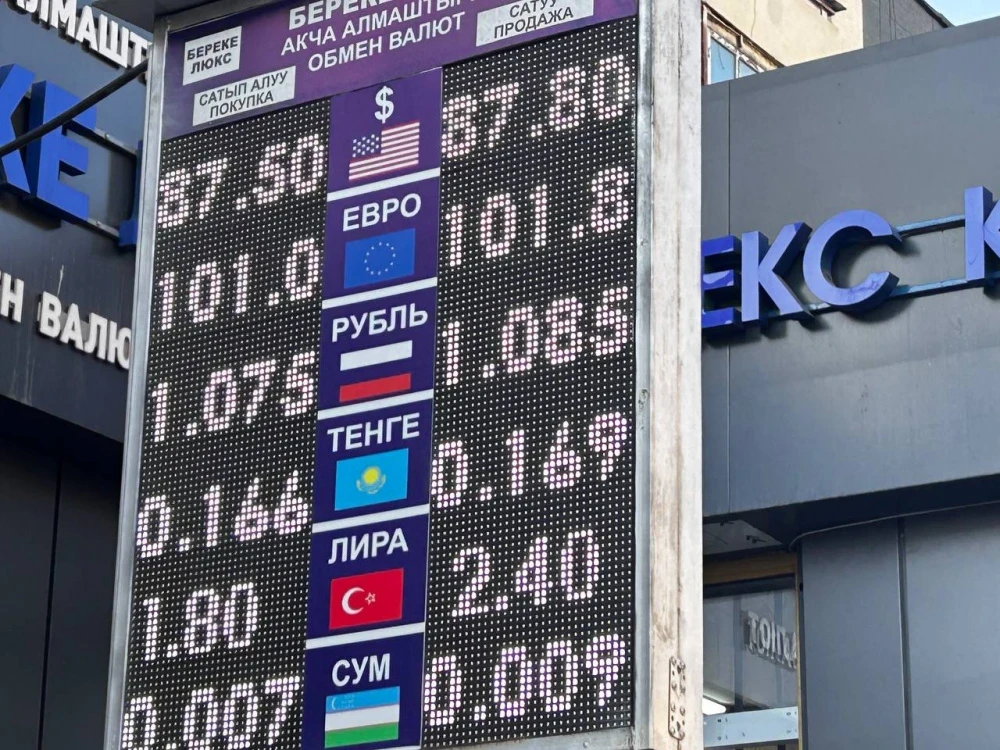 АЛМАШТ
БЕРЕКЕ
ЛЮКС
АКЧА АЛМАШТЫ
ОБМЕН ВАЛЮТ
САТУУ
ПРОДАЖА
САТЫП АЛУУ
ПОКУПКА
87.50 $ 87.80
ЕВРО
101.0 101.8
РУБЛЬ
1.075 1.085
ТЕНГЕ
0.166 0.169
ЛИРА
1.80 2.40
СУМ
0.007 0.009
КЕ
Н ВАЛЮ
ЕКС К